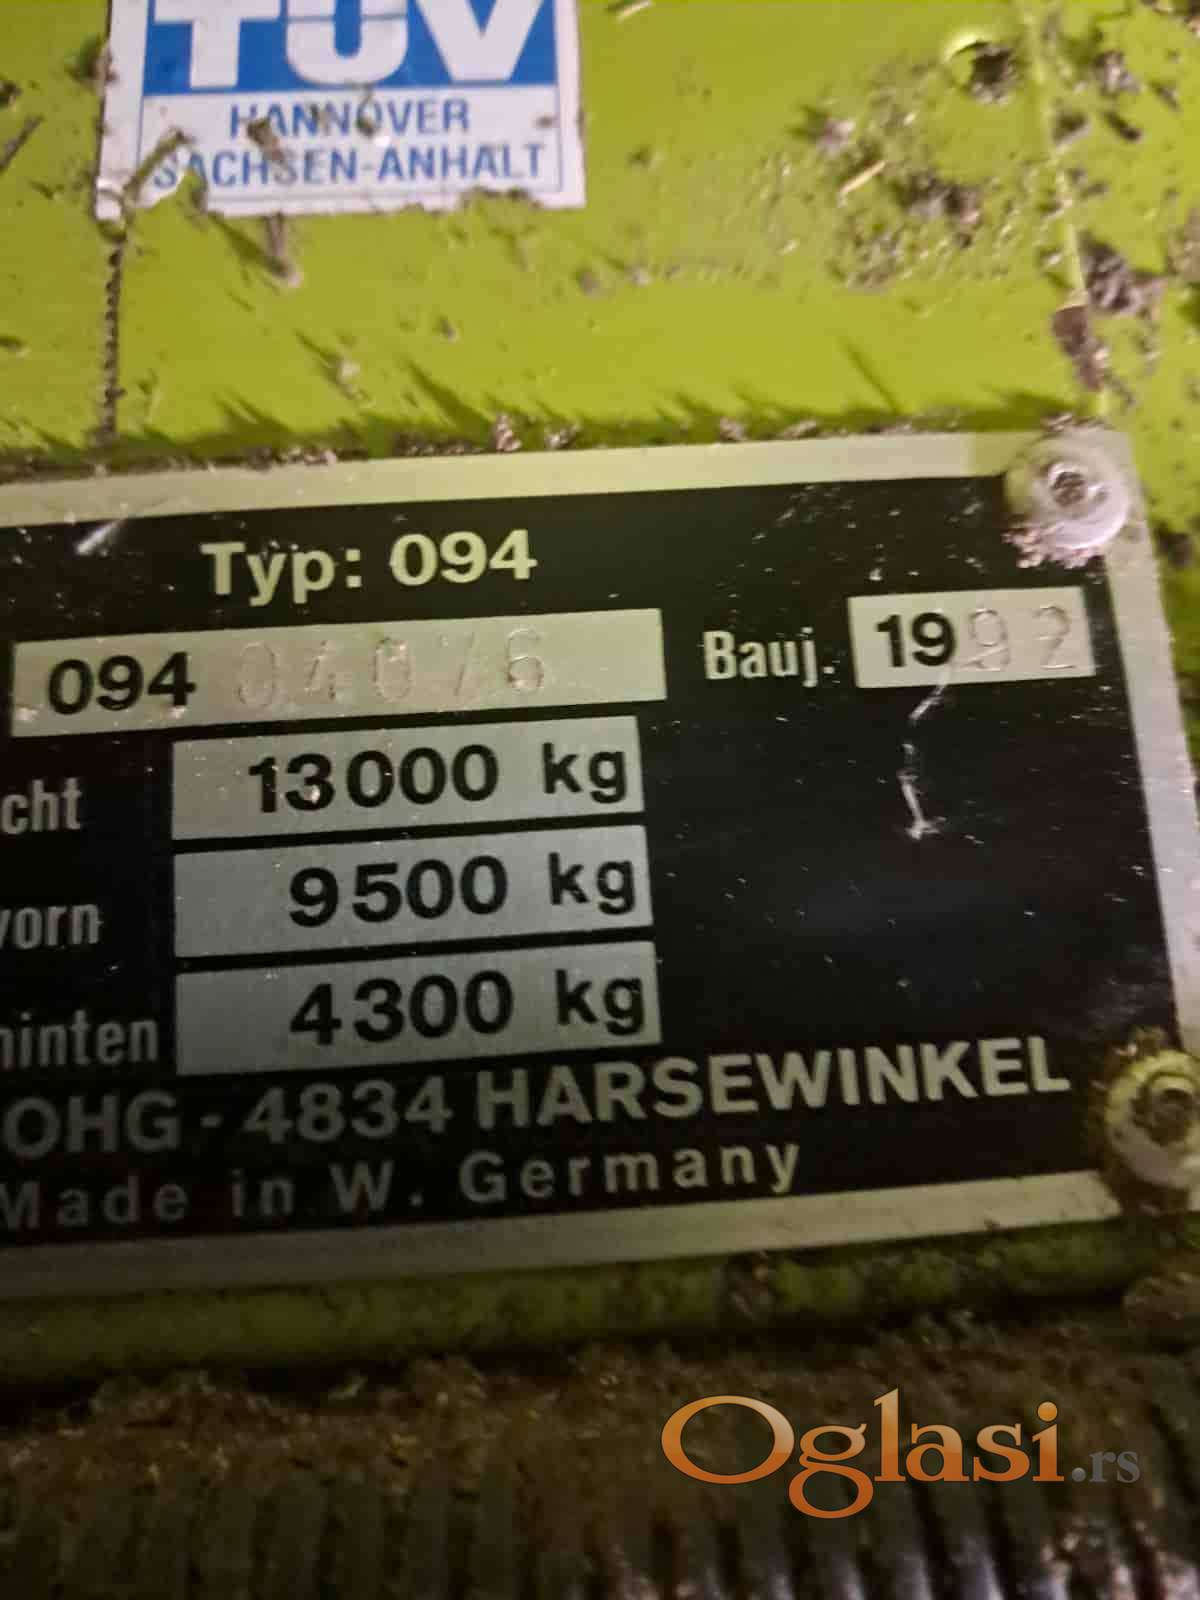 TÜV
HANNOVER
SACHSEN-ANHALT
Typ: 094
094 04076 Bauj. 1992
cht 13000 kg
vorn 9500 kg
hinten 4300 kg
OHG - 4834 HARSEWINKEL
Made in W. Germany
Oglasi.rs